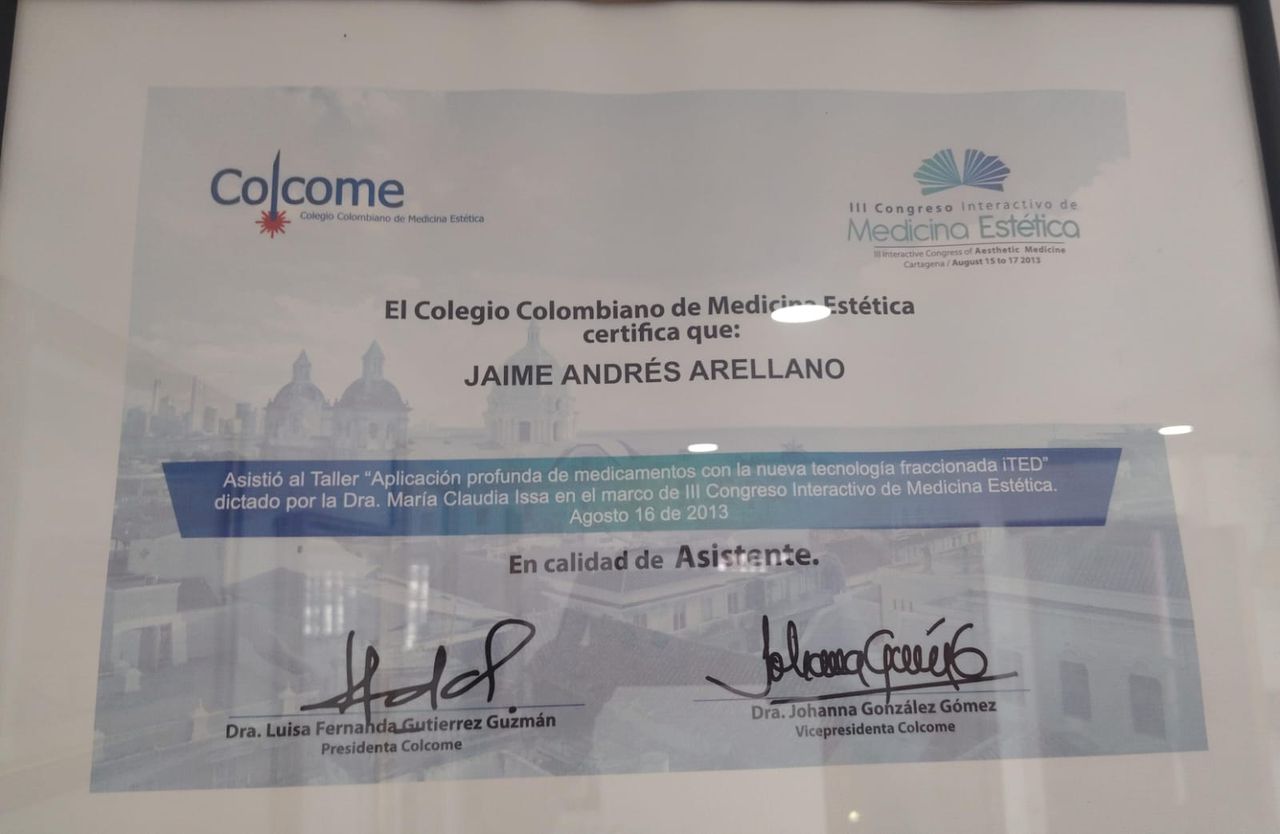 Colcome
Colegio Colombiano de Medicina Estética
III Congreso Interactivo de
Medicina Estética
III Interactive Congress of Aesthetic Medicine
Cartagena / August 15 to 17 2013
El Colegio Colombiano de Medicina Estética
certifica que:
JAIME ANDRÉS ARELLANO
Asistió al Taller “Aplicación profunda de medicamentos con la nueva tecnología fraccionada iTED”
dictado por la Dra. María Claudia Issa en el marco de III Congreso Interactivo de Medicina Estética.
Agosto 16 de 2013
En calidad de Asistente.
Dra. Luisa Fernanda Gutierrez Guzmán
Presidenta Colcome
Dra. Johanna González Gómez
Vicepresidenta Colcome